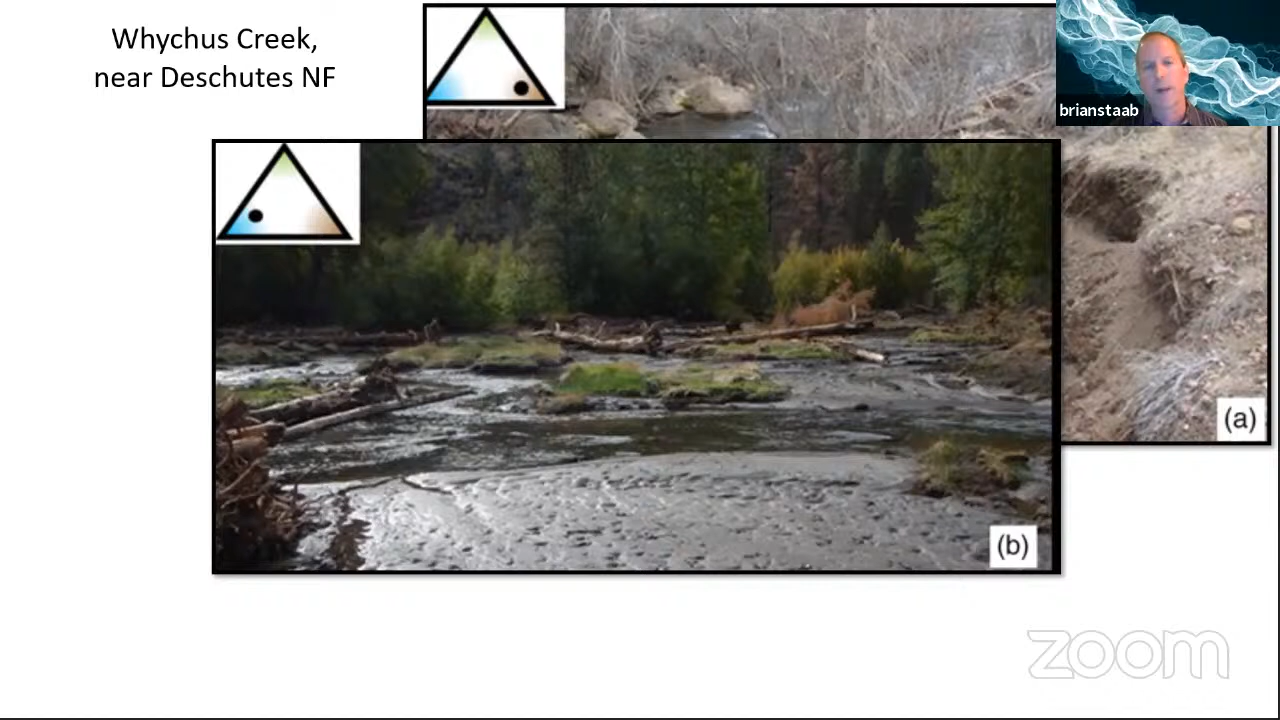 Whychus Creek,
near Deschutes NF
brianstaab
(a)
(b)
zoom